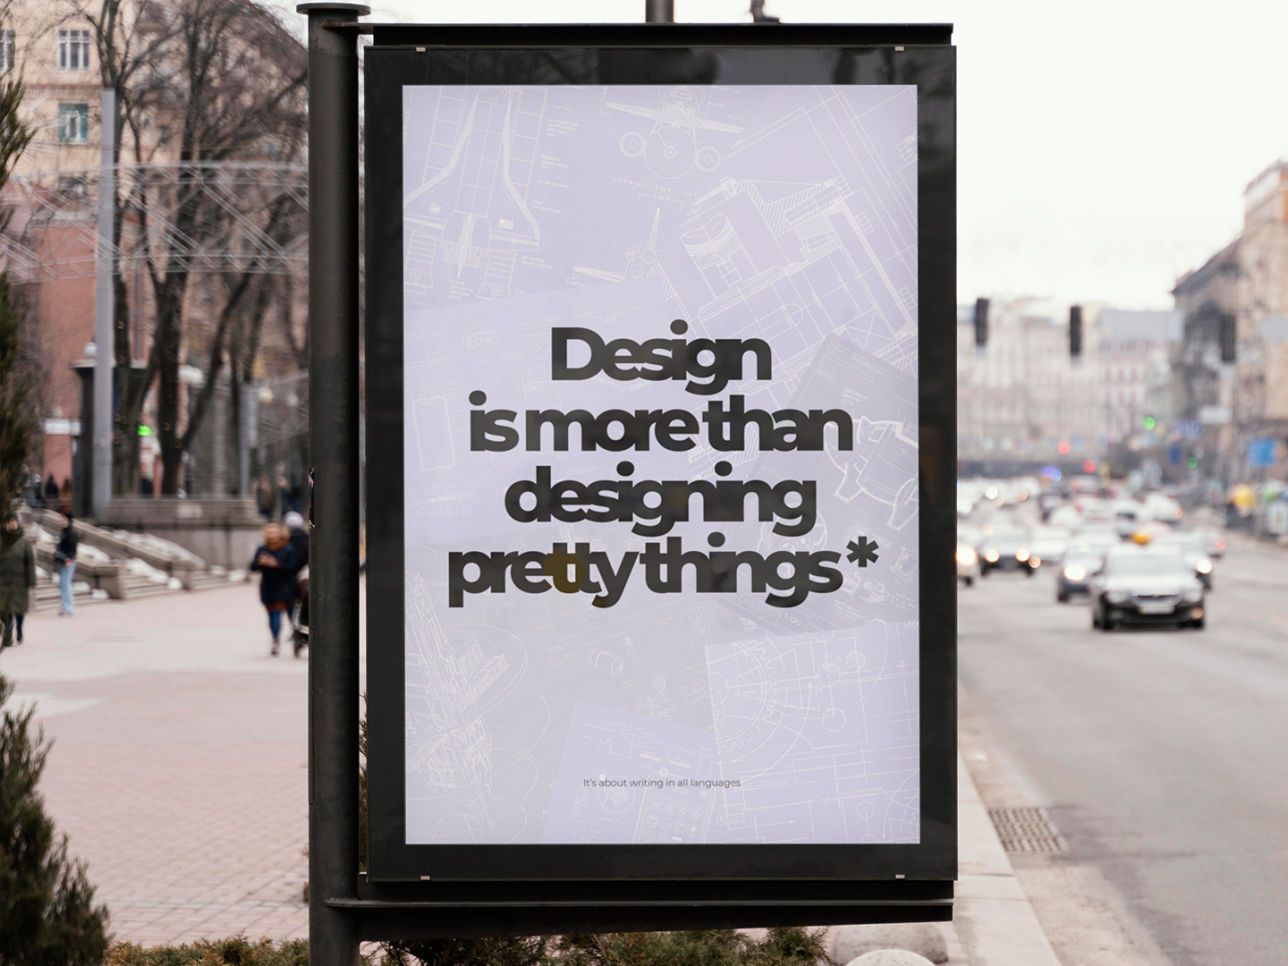 Design
is more than
designing
pretty things*
It's about writing in all languages